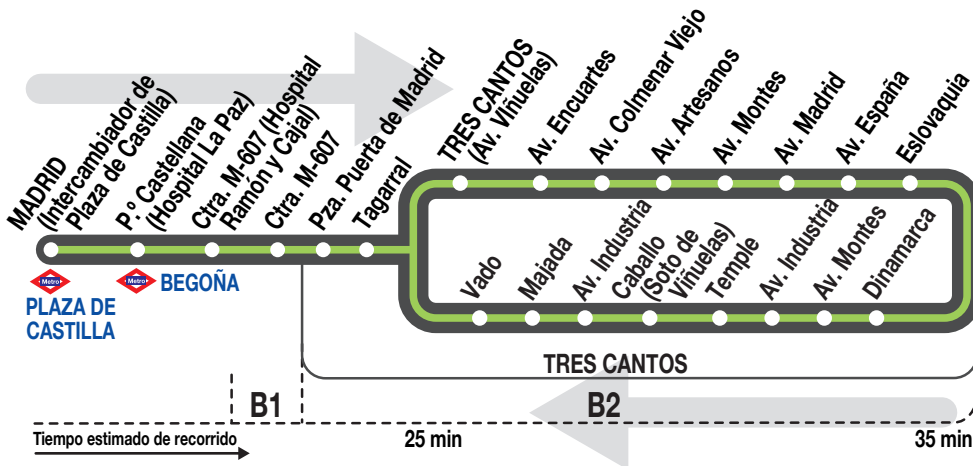 MADRID
(Intercambiador de
Plaza de Castilla)
P.º Castellana
(Hospital La Paz)
Ctra. M-607 (Hospital
Ramón y Cajal)
Ctra. M-607
Pza. Puerta de Madrid
Tagarral
TRES CANTOS
(Av. Viñuelas)
Av. Encuartes
Av. Colmenar Viejo
Av. Artesanos
Av. Montes
Av. Madrid
Av. España
Eslovaquia
Vado
Majada
Av. Industria
Caballo
(Soto de
Viñuelas)
Temple
Av. Industria
Av. Montes
Dinamarca
Metro
PLAZA DE
CASTILLA
Metro
BEGOÑA
TRES CANTOS
B1
B2
Tiempo estimado de recorrido
25 min
35 min